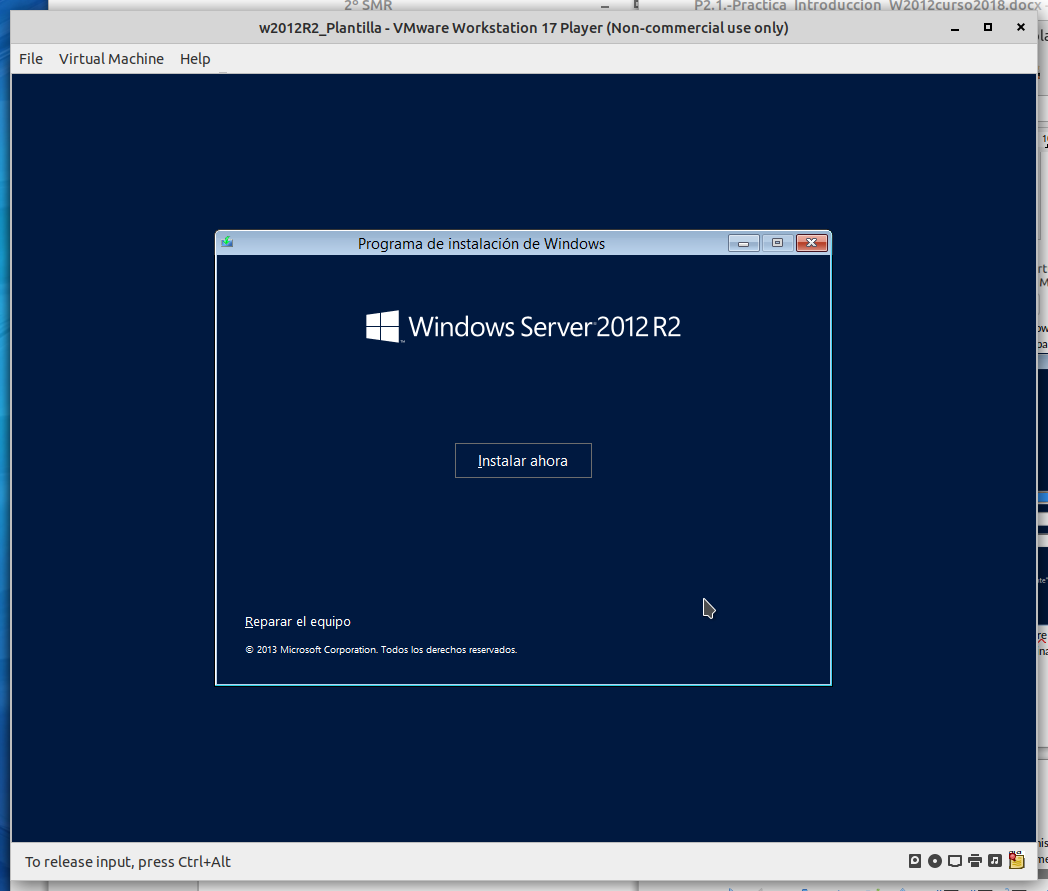 2º SMR
P2.1.-Practica_Introduccion_W2012curso2018.docx -
w2012R2_Plantilla - VMware Workstation 17 Player (Non-commercial use only)
File Virtual Machine Help
Programa de instalación de Windows
Windows Server 2012 R2
Instalar ahora
Reparar el equipo
© 2013 Microsoft Corporation. Todos los derechos reservados.
To release input, press Ctrl+Alt